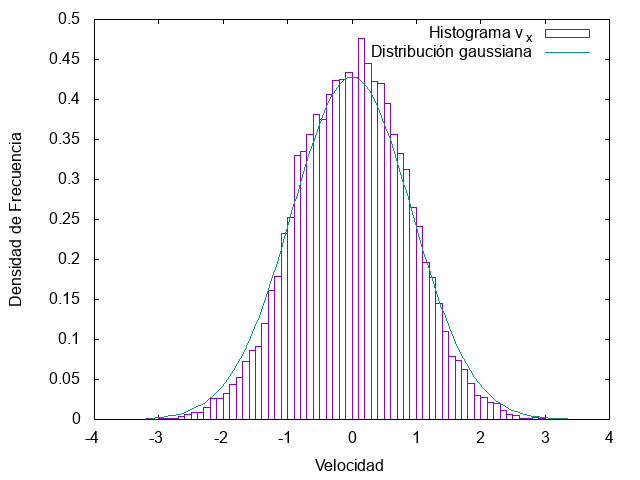 Histograma v x
Distribución gaussiana
Densidad de Frecuencia
0.5
0.45
0.4
0.35
0.3
0.25
0.2
0.15
0.1
0.05
0
-4 -3 -2 -1 0 1 2 3 4
Velocidad